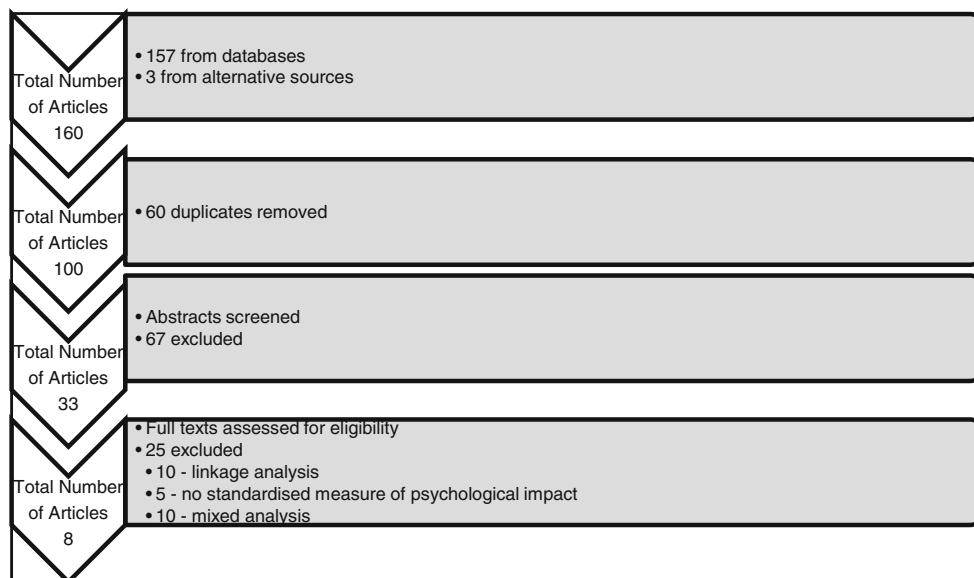 Total Number
of Articles
160
• 157 from databases
• 3 from alternative sources
Total Number
of Articles
100
• 60 duplicates removed
Total Number
of Articles
33
• Abstracts screened
• 67 excluded
Total Number
of Articles
8
• Full texts assessed for eligibility
• 25 excluded
• 10 - linkage analysis
• 5 - no standardised measure of psychological impact
• 10 - mixed analysis